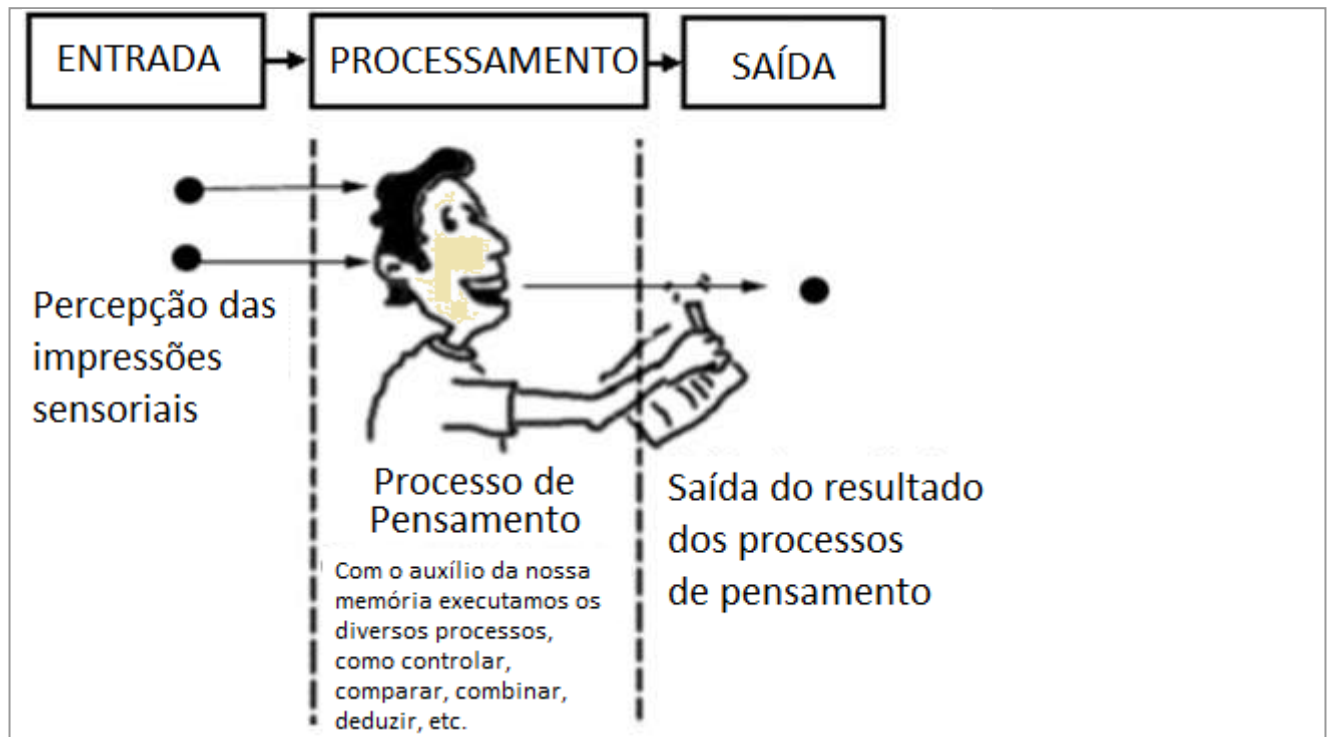 ENTRADA
PROCESSAMENTO
SAÍDA
Percepção das
impressões
sensoriais
Processo de
Pensamento
Com o auxílio da nossa
memória executamos os
diversos processos,
como controlar,
comparar, combinar,
deduzir, etc.
Saída do resultado
dos processos
de pensamento